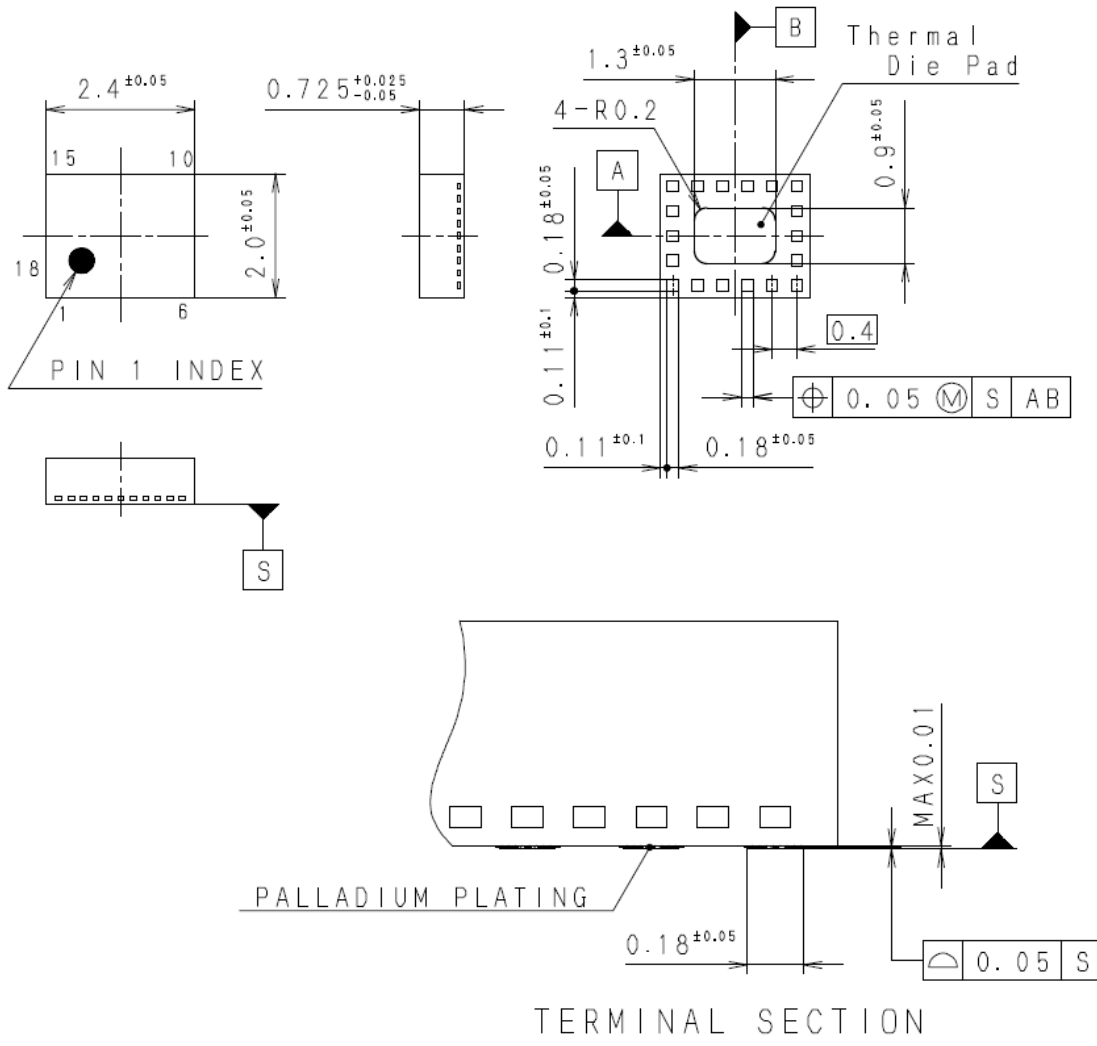 2.4±0.05
15
10
18
1
6
2.0±0.05
PIN 1 INDEX
0.725+0.025 -0.05
B
1.3±0.05
Thermal
Die Pad
4-R0.2
A
0.9±0.05
0.18±0.05
0.11±0.1
0.4
⌖ 0.05 Ⓜ S AB
0.11±0.1
0.18±0.05
S
MAX0.01
S
PALLADIUM PLATING
0.18±0.05
⌓ 0.05 S
TERMINAL SECTION